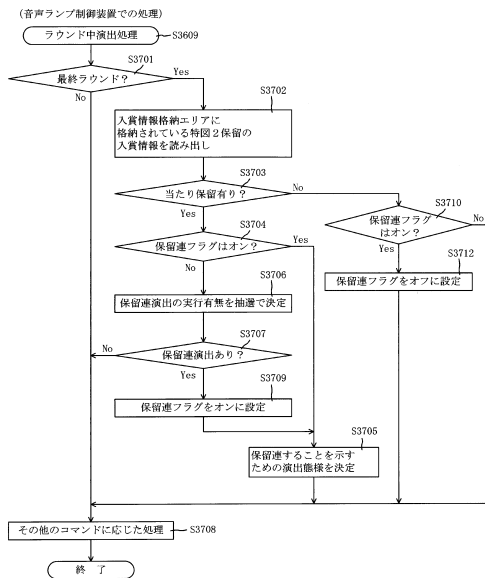 (音声ランプ制御装置での処理)
ラウンド中演出処理
S3609
S3701
最終ラウンド?
Yes
No
S3702
入賞情報格納エリアに
格納されている特図2保留の
入賞情報を読み出し
S3703
当たり保留有り?
No
Yes
S3710
保留連フラグ
はオン?
No
Yes
S3704
保留連フラグはオン?
Yes
No
S3712
保留連フラグをオフに設定
S3706
保留連演出の実行有無を抽選で決定
S3707
保留連演出あり?
No
Yes
S3709
保留連フラグをオンに設定
S3705
保留連することを示す
ための演出態様を決定
その他のコマンドに応じた処理
S3708
終 了